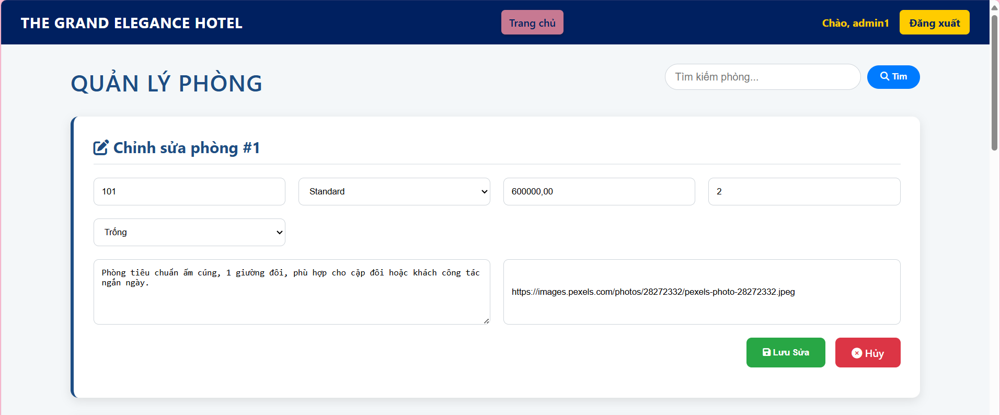 THE GRAND ELEGANCE HOTEL
Trang chủ
Chào, admin1
Đăng xuất
QUẢN LÝ PHÒNG
Tìm kiếm phòng...
Tìm
Chỉnh sửa phòng #1
101
Standard
600000,00
2
Trống
Phòng tiêu chuẩn ấm cúng, 1 giường đôi, phù hợp cho cặp đôi hoặc khách công tác
ngắn ngày.
https://images.pexels.com/photos/28272332/pexels-photo-28272332.jpeg
Lưu Sửa
Hủy